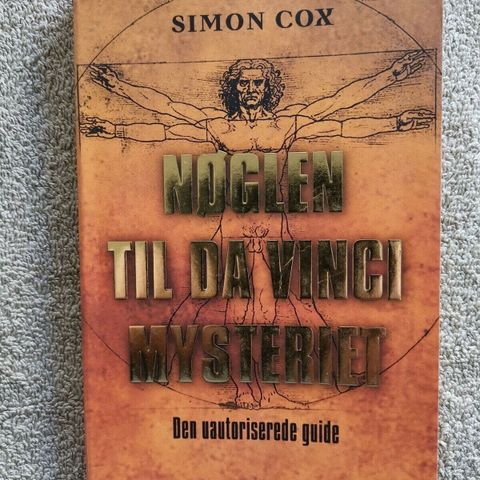 SIMON COX
NØGLEN
TIL DA VINCI
MYSTERIET
Den uautoriserede guide